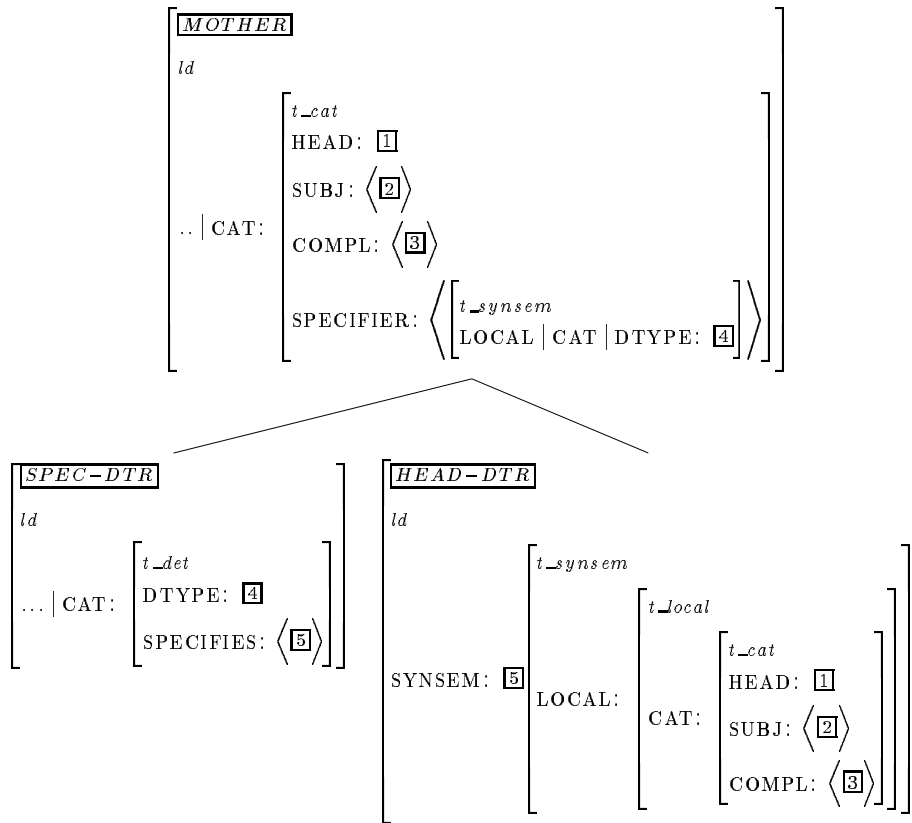 MOTHER
ld
t_cat
HEAD: 1
SUBJ: ⟨ 2 ⟩
.. | CAT:
COMPL: ⟨ 3 ⟩
t_synsem
SPECIFIER: ⟨ ⟩
LOCAL | CAT | DTYPE: 4
SPEC-DTR
ld
t_det
DTYPE: 4
... | CAT:
SPECIFIES: ⟨ 5 ⟩
HEAD-DTR
ld
t_synsem
t_local
t_cat
HEAD: 1
SYNSEM: 5
LOCAL:
CAT:
SUBJ: ⟨ 2 ⟩
COMPL: ⟨ 3 ⟩